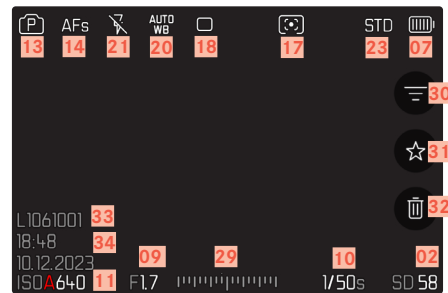 P AFs AUTO WB STD
13 14 21 20 18 17 23 07
30
31
32
L1061001 33
18:48 34
10.12.2023 09 29 10 02
ISO A640 11 F1.7 1/50s SD 58